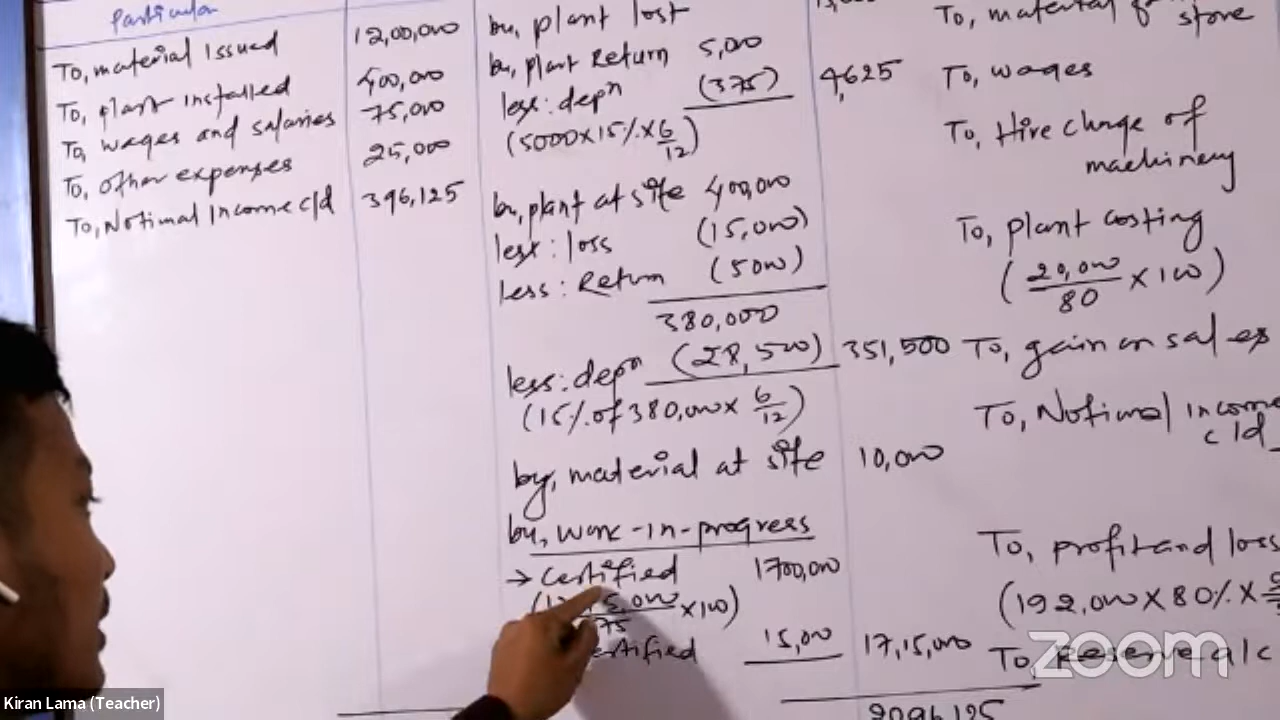 Particular
To, material Issued 12,00,000
To, plant installed 400,000
To, wages and salaries 75,000
To, other expenses 25,000
To, Notimal Income c/d 396,125
by, plant lost
by, plant Return 5,000
less: depn (375) 4,625
(5000×15%×6/12)
by, plant at site 400,000
less: loss (15,000)
less: Return (5000)
380,000
less: depn (28,500) 351,500
(15% of 380,000×6/12)
by, material at site 10,000
by, work-in-progress
→ Certified 1700,000
75 ×100)
15,000 17,15,000
2096125
To, material
store
To, wages
To, Hire charge of
machinery
To, plant costing
(20,000/80 ×100)
To, gain on sales
To, Notimal income
c/d
To, profit and loss
(192,000×80%×
To, Reserve a/c
zoom
Kiran Lama (Teacher)